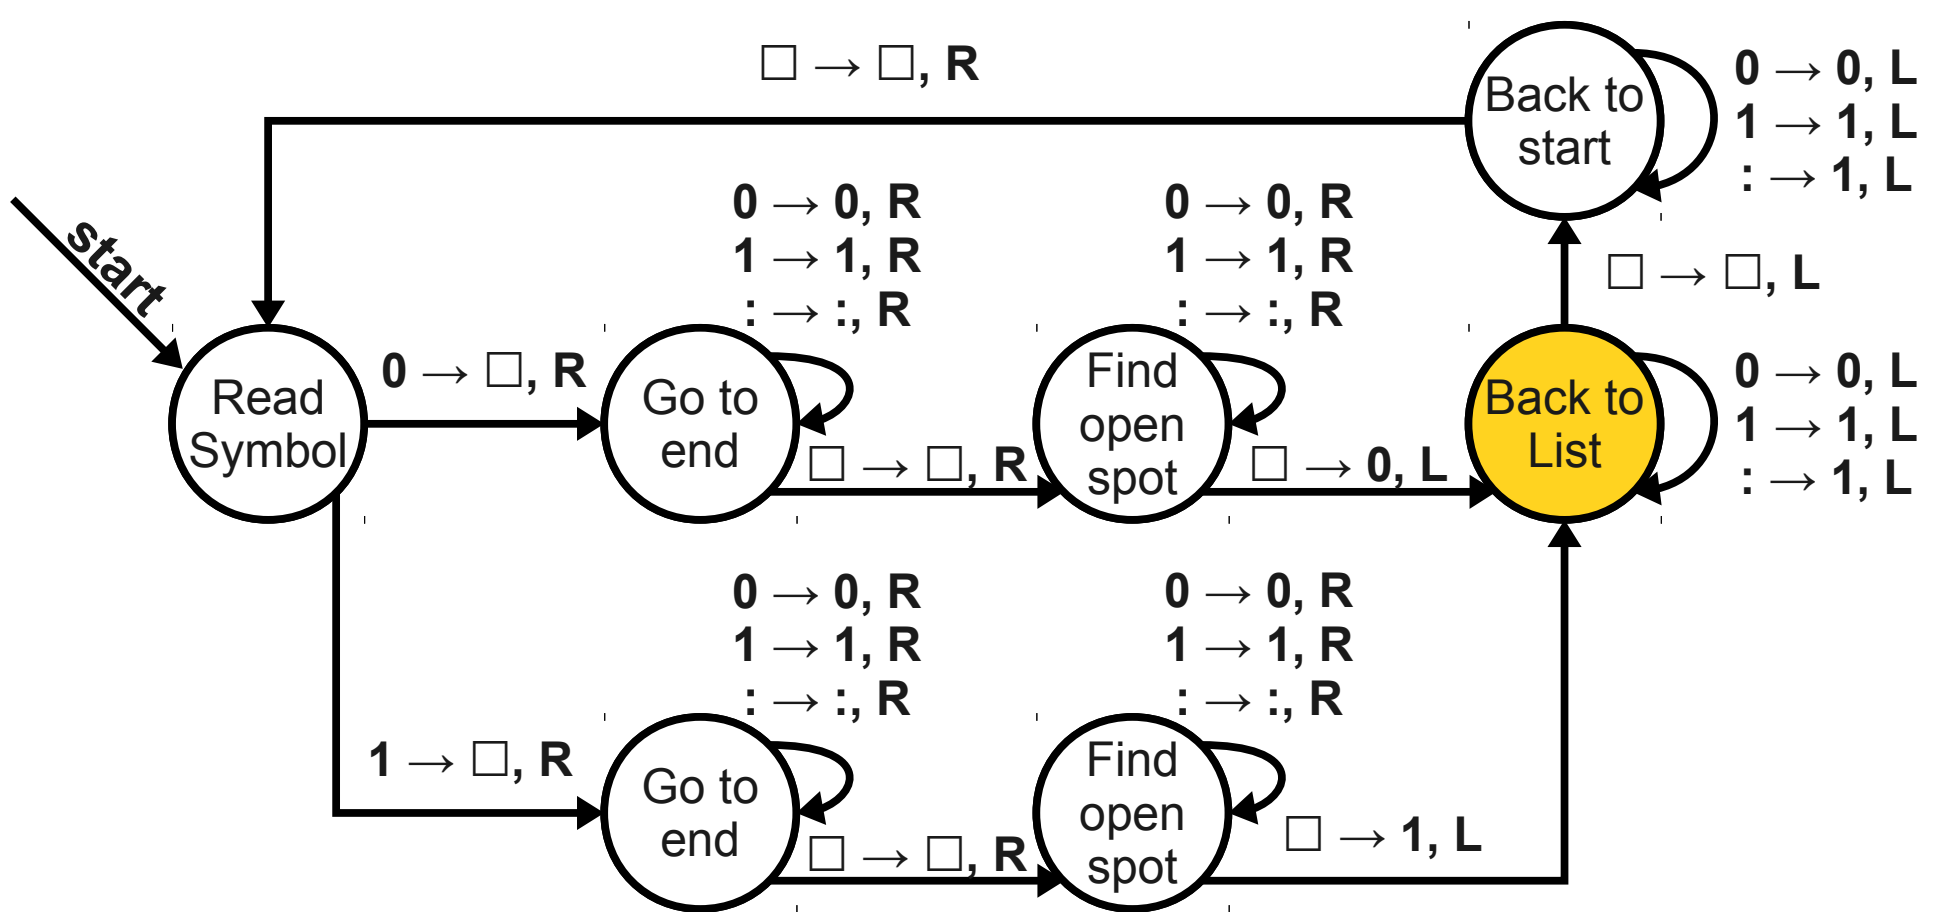 □ → □, R
Back to
start
0 → 0, L
1 → 1, L
: → 1, L
start
0 → 0, R
1 → 1, R
: → :, R
0 → 0, R
1 → 1, R
: → :, R
□ → □, L
Read
Symbol
0 → □, R
Go to
end
□ → □, R
Find
open
spot
□ → 0, L
Back to
List
0 → 0, L
1 → 1, L
: → 1, L
0 → 0, R
1 → 1, R
: → :, R
0 → 0, R
1 → 1, R
: → :, R
1 → □, R
Go to
end
□ → □, R
Find
open
spot
□ → 1, L